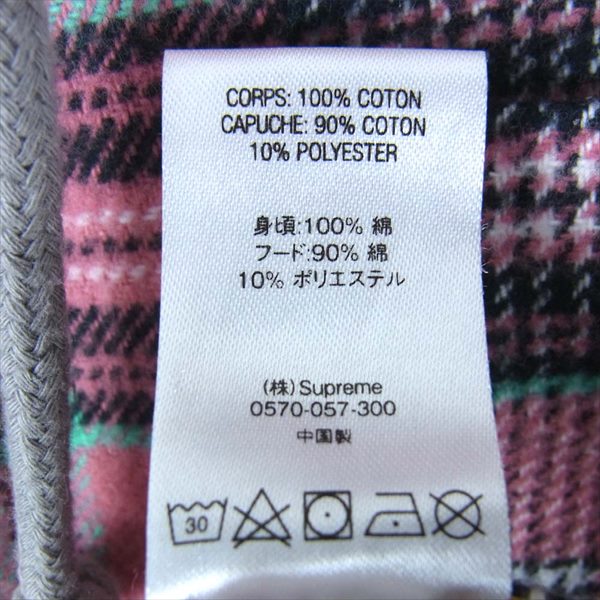 CORPS: 100% COTON
CAPUCHE: 90% COTON
10% POLYESTER
身頃:100% 綿
フード:90% 綿
10% ポリエステル
(株) Supreme
0570-057-300
中国製
30